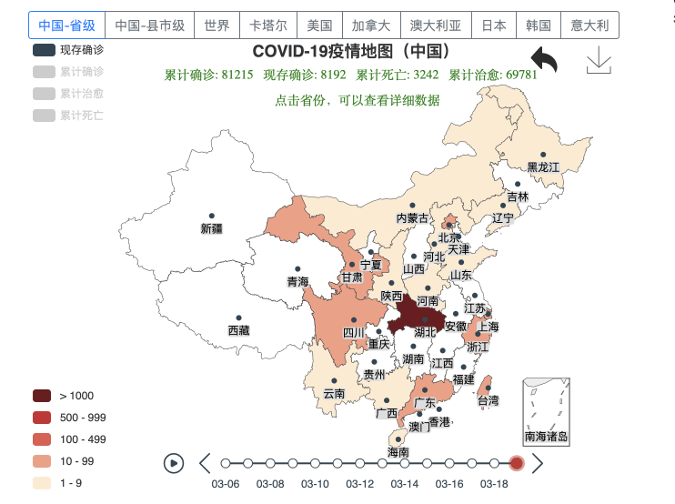 中国-省级 中国-县市级 世界 卡塔尔 美国 加拿大 澳大利亚 日本 韩国 意大利
现存确诊
累计确诊
累计治愈
累计死亡
COVID-19疫情地图（中国）
累计确诊: 81215 现存确诊: 8192 累计死亡: 3242 累计治愈: 69781
点击省份，可以查看详细数据
黑龙江
吉林
辽宁
内蒙古
新疆
北京
天津
河北
山西
宁夏
山东
青海
甘肃
陕西
河南
江苏
西藏
四川
湖北
安徽
上海
重庆
浙江
湖南
江西
贵州
福建
云南
广西
广东
台湾
澳门
香港
海南
南海诸岛
> 1000
500 - 999
100 - 499
10 - 99
1 - 9
03-06 03-08 03-10 03-12 03-14 03-16 03-18